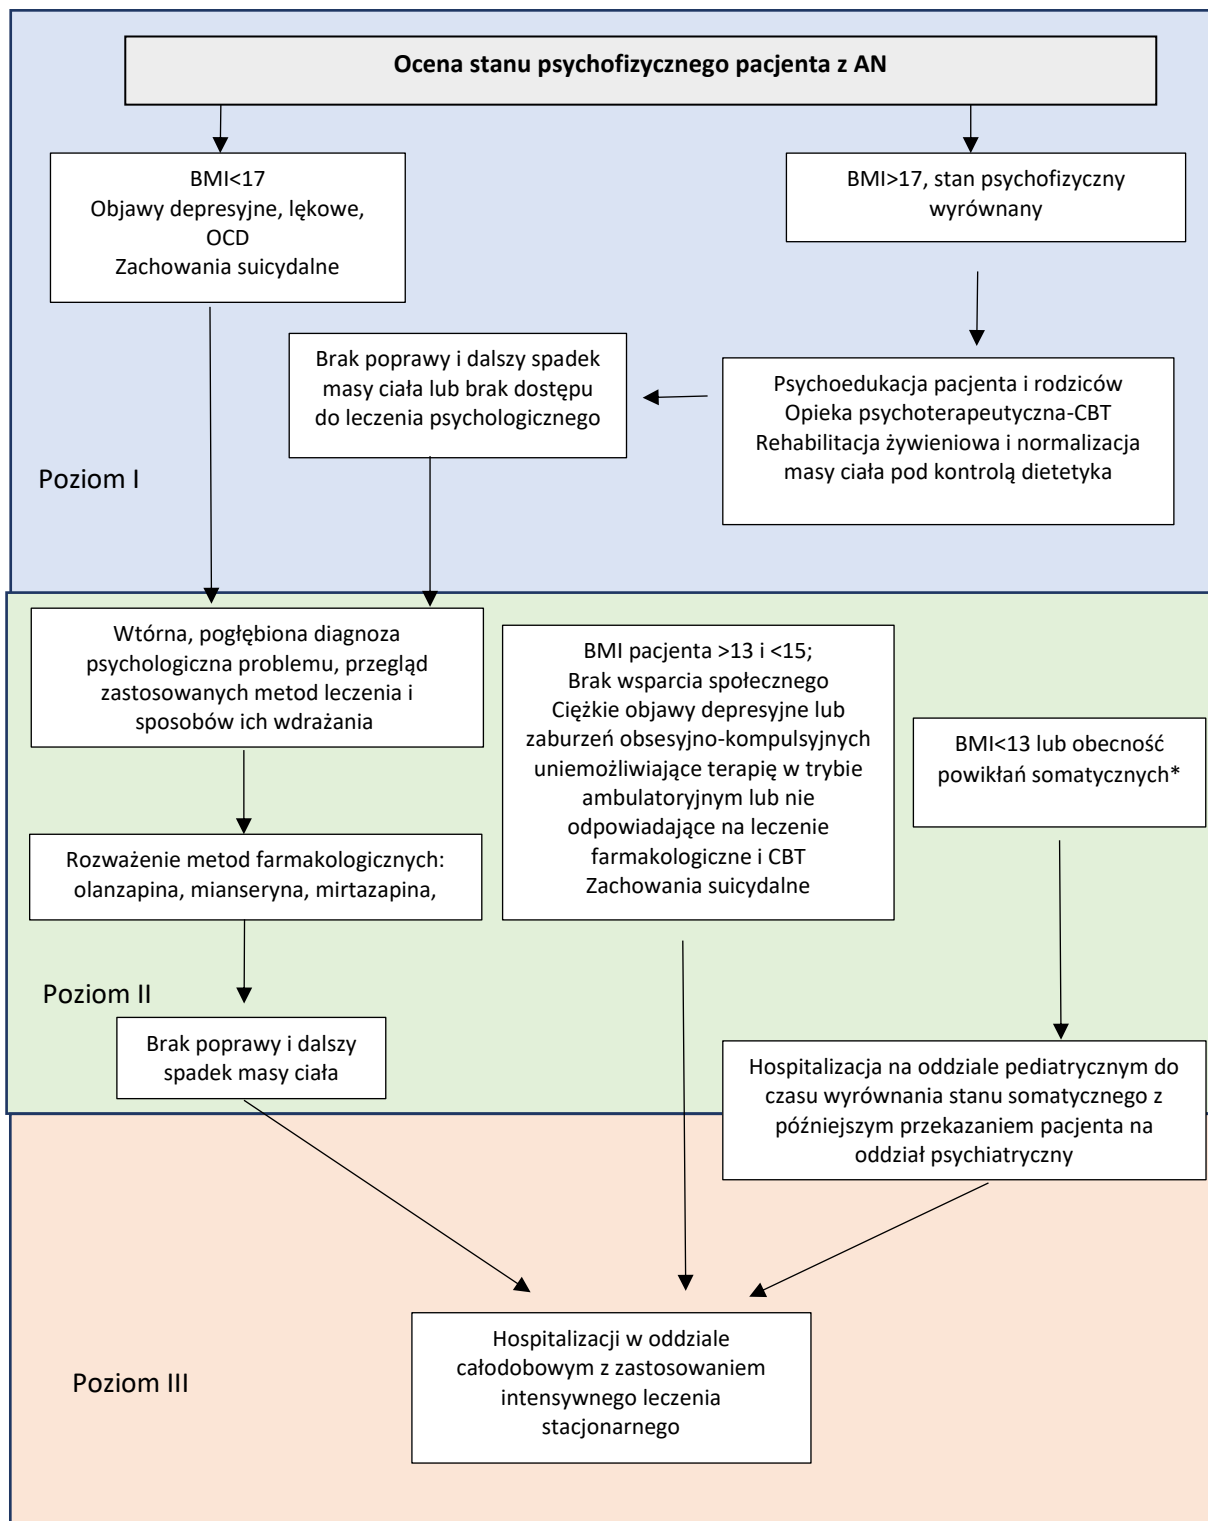 Ocena stanu psychofizycznego pacjenta z AN
BMI<17
Objawy depresyjne, lękowe,
OCD
Zachowania suicydalne
BMI>17, stan psychofizyczny
wyrównany
Brak poprawy i dalszy spadek
masy ciała lub brak dostępu
do leczenia psychologicznego
Psychoedukacja pacjenta i rodziców
Opieka psychoterapeutyczna-CBT
Rehabilitacja żywieniowa i normalizacja
masy ciała pod kontrolą dietetyka
Poziom I
Wtórna, pogłębiona diagnoza
psychologiczna problemu, przegląd
zastosowanych metod leczenia i
sposobów ich wdrażania
BMI pacjenta >13 i <15;
Brak wsparcia społecznego
Ciężkie objawy depresyjne lub
zaburzeń obsesyjno-kompulsyjnych
uniemożliwiające terapię w trybie
ambulatoryjnym lub nie
odpowiadające na leczenie
farmakologiczne i CBT
Zachowania suicydalne
BMI<13 lub obecność
powikłań somatycznych*
Rozważenie metod farmakologicznych:
olanzapina, mianseryna, mirtazapina,
Poziom II
Brak poprawy i dalszy
spadek masy ciała
Hospitalizacja na oddziale pediatrycznym do
czasu wyrównania stanu somatycznego z
późniejszym przekazaniem pacjenta na
oddział psychiatryczny
Poziom III
Hospitalizacji w oddziale
całodobowym z zastosowaniem
intensywnego leczenia
stacjonarnego